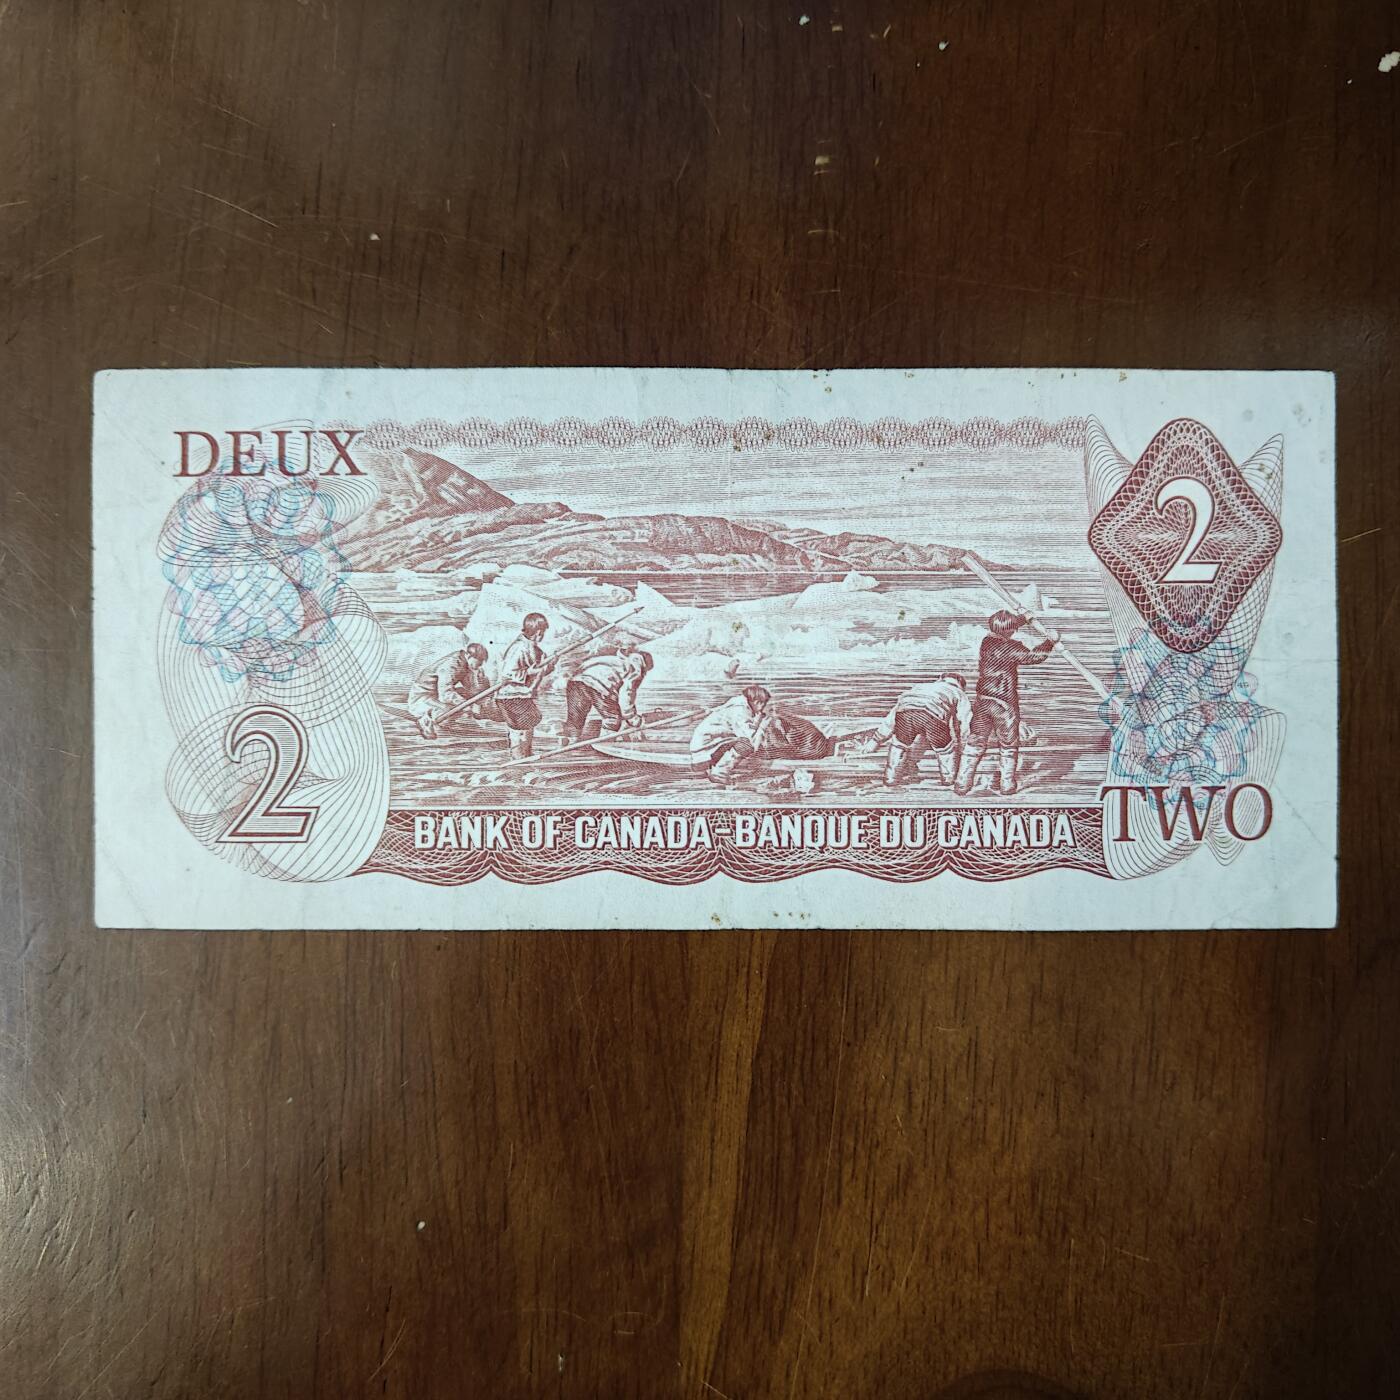 DEUX
2
2
BANK OF CANADA-BANQUE DU CANADA
TWO